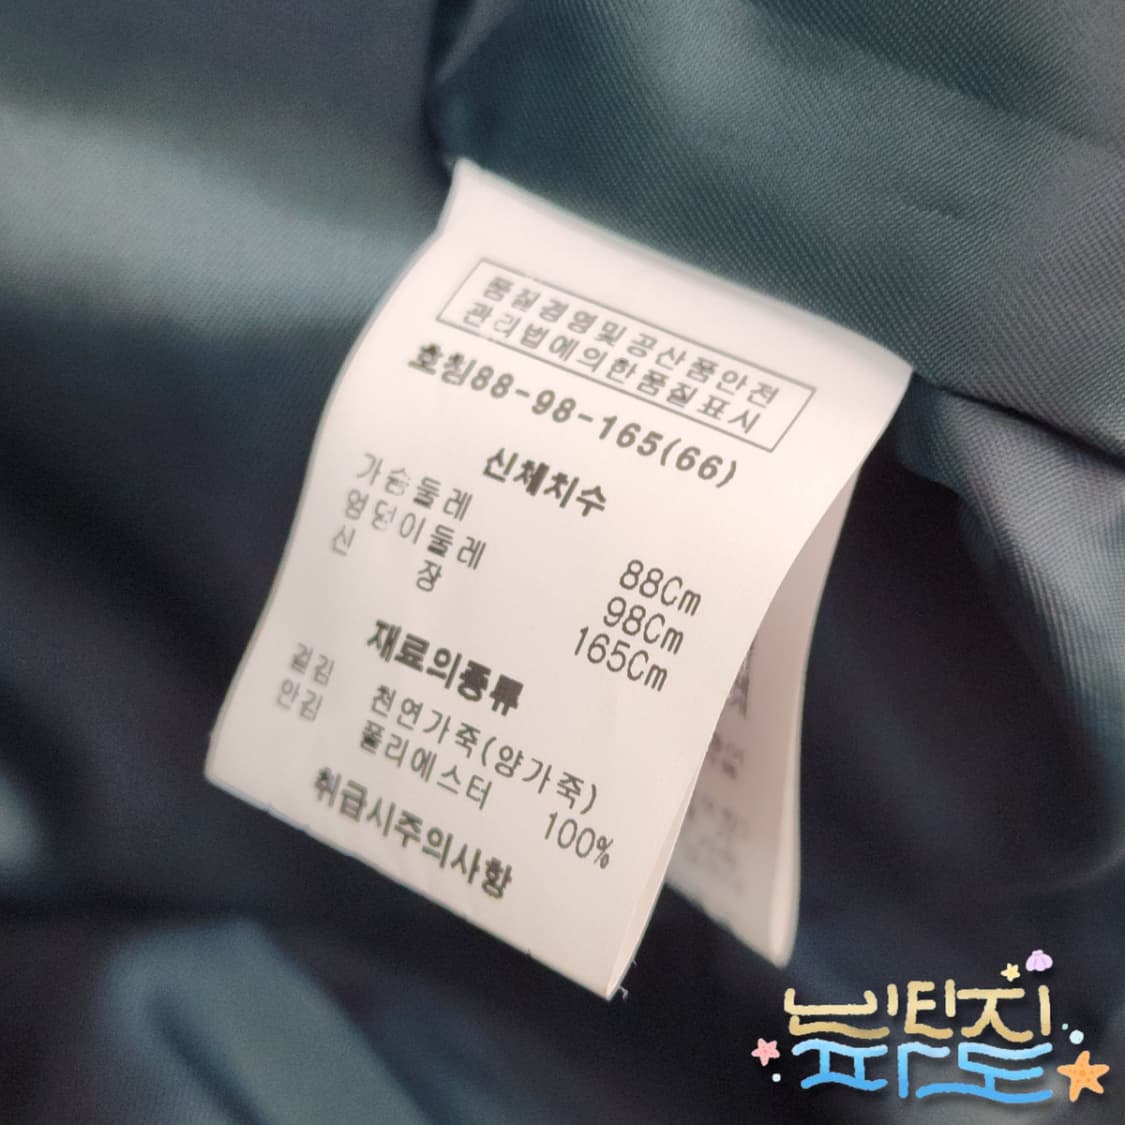 품질경영및공산품안전
관리법에의한품질표시
호칭88-98-165(66)
신체치수
가슴둘레 88Cm
엉덩이둘레 98Cm
신 장 165Cm
재료의종류
겉감 천연가죽(양가죽)
안감 폴리에스터 100%
취급시주의사항
빈티지
파도